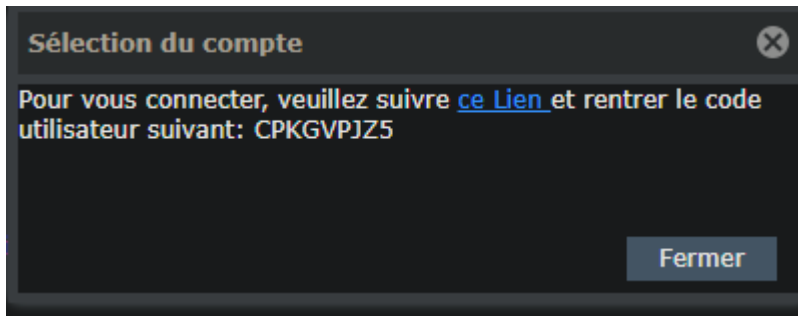 Sélection du compte
Pour vous connecter, veuillez suivre ce Lien et rentrer le code
utilisateur suivant: CPKGVPJZ5
Fermer